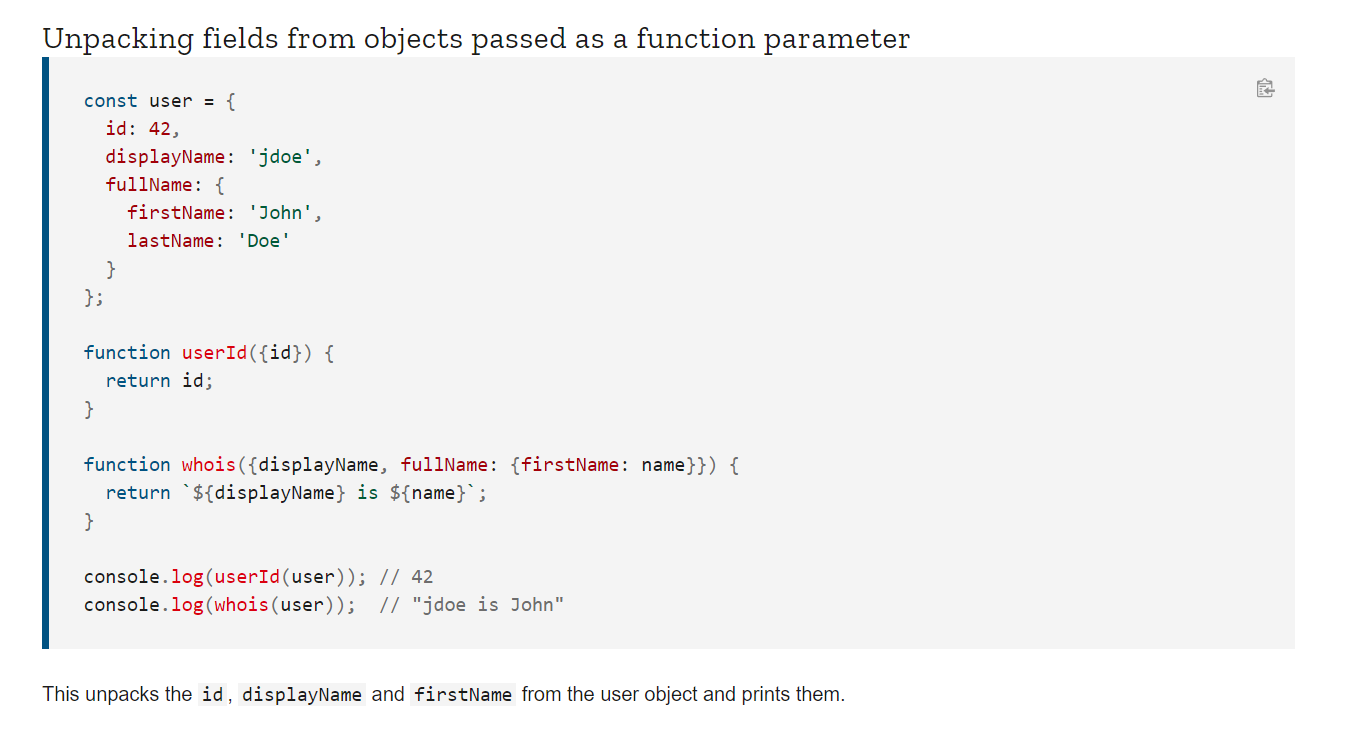 Unpacking fields from objects passed as a function parameter
const user = {
  id: 42,
  displayName: 'jdoe',
  fullName: {
    firstName: 'John',
    lastName: 'Doe'
  }
};
function userId({id}) {
  return id;
}
function whois({displayName, fullName: {firstName: name}}) {
  return `${displayName} is ${name}`;
}
console.log(userId(user)); // 42
console.log(whois(user));  // "jdoe is John"
This unpacks the id, displayName and firstName from the user object and prints them.